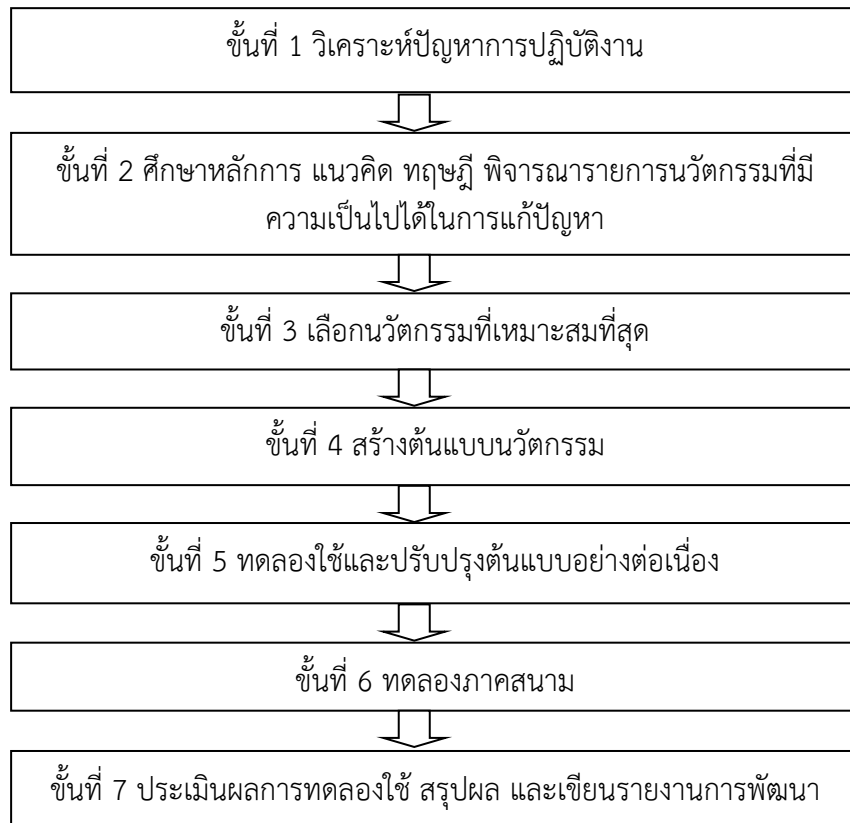 ขั้นที่ 1 วิเคราะห์ปัญหาการปฏิบัติงาน
ขั้นที่ 2 ศึกษาหลักการ แนวคิด ทฤษฎี พิจารณารายการนวัตกรรมที่มี
ความเป็นไปได้ในการแก้ปัญหา
ขั้นที่ 3 เลือกนวัตกรรมที่เหมาะสมที่สุด
ขั้นที่ 4 สร้างต้นแบบนวัตกรรม
ขั้นที่ 5 ทดลองใช้และปรับปรุงต้นแบบอย่างต่อเนื่อง
ขั้นที่ 6 ทดลองภาคสนาม
ขั้นที่ 7 ประเมินผลการทดลองใช้ สรุปผล และเขียนรายงานการพัฒนา